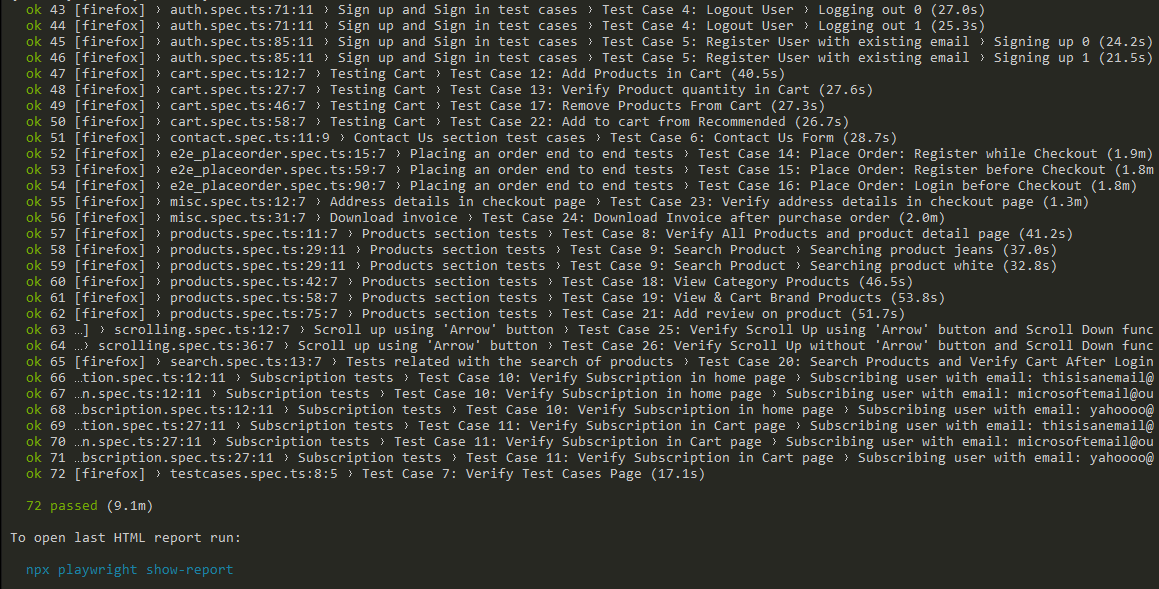 ok 43 [firefox] › auth.spec.ts:71:11 › Sign up and Sign in test cases › Test Case 4: Logout User › Logging out 0 (27.0s)
ok 44 [firefox] › auth.spec.ts:71:11 › Sign up and Sign in test cases › Test Case 4: Logout User › Logging out 1 (25.3s)
ok 45 [firefox] › auth.spec.ts:85:11 › Sign up and Sign in test cases › Test Case 5: Register User with existing email › Signing up 0 (24.2s)
ok 46 [firefox] › auth.spec.ts:85:11 › Sign up and Sign in test cases › Test Case 5: Register User with existing email › Signing up 1 (21.5s)
ok 47 [firefox] › cart.spec.ts:12:7 › Testing Cart › Test Case 12: Add Products in Cart (40.5s)
ok 48 [firefox] › cart.spec.ts:27:7 › Testing Cart › Test Case 13: Verify Product quantity in Cart (27.6s)
ok 49 [firefox] › cart.spec.ts:46:7 › Testing Cart › Test Case 17: Remove Products From Cart (27.3s)
ok 50 [firefox] › cart.spec.ts:58:7 › Testing Cart › Test Case 22: Add to cart from Recommended (26.7s)
ok 51 [firefox] › contact.spec.ts:11:9 › Contact Us section test cases › Test Case 6: Contact Us Form (28.7s)
ok 52 [firefox] › e2e_placeorder.spec.ts:15:7 › Placing an order end to end tests › Test Case 14: Place Order: Register while Checkout (1.9m)
ok 53 [firefox] › e2e_placeorder.spec.ts:59:7 › Placing an order end to end tests › Test Case 15: Place Order: Register before Checkout (1.8m
ok 54 [firefox] › e2e_placeorder.spec.ts:90:7 › Placing an order end to end tests › Test Case 16: Place Order: Login before Checkout (1.8m)
ok 55 [firefox] › misc.spec.ts:12:7 › Address details in checkout page › Test Case 23: Verify address details in checkout page (1.3m)
ok 56 [firefox] › misc.spec.ts:31:7 › Download invoice › Test Case 24: Download Invoice after purchase order (2.0m)
ok 57 [firefox] › products.spec.ts:11:7 › Products section tests › Test Case 8: Verify All Products and product detail page (41.2s)
ok 58 [firefox] › products.spec.ts:29:11 › Products section tests › Test Case 9: Search Product › Searching product jeans (37.0s)
ok 59 [firefox] › products.spec.ts:29:11 › Products section tests › Test Case 9: Search Product › Searching product white (32.8s)
ok 60 [firefox] › products.spec.ts:42:7 › Products section tests › Test Case 18: View Category Products (46.5s)
ok 61 [firefox] › products.spec.ts:58:7 › Products section tests › Test Case 19: View & Cart Brand Products (53.8s)
ok 62 [firefox] › products.spec.ts:75:7 › Products section tests › Test Case 21: Add review on product (51.7s)
ok 63 …] › scrolling.spec.ts:12:7 › Scroll up using 'Arrow' button › Test Case 25: Verify Scroll Up using 'Arrow' button and Scroll Down func
ok 64 …› scrolling.spec.ts:36:7 › Scroll up using 'Arrow' button › Test Case 26: Verify Scroll Up without 'Arrow' button and Scroll Down func
ok 65 [firefox] › search.spec.ts:13:7 › Tests related with the search of products › Test Case 20: Search Products and Verify Cart After Login
ok 66 …tion.spec.ts:12:11 › Subscription tests › Test Case 10: Verify Subscription in home page › Subscribing user with email: thisisanemail@
ok 67 …n.spec.ts:12:11 › Subscription tests › Test Case 10: Verify Subscription in home page › Subscribing user with email: microsoftemail@ou
ok 68 …bscription.spec.ts:12:11 › Subscription tests › Test Case 10: Verify Subscription in home page › Subscribing user with email: yahoooo@
ok 69 …tion.spec.ts:27:11 › Subscription tests › Test Case 11: Verify Subscription in Cart page › Subscribing user with email: thisisanemail@
ok 70 …n.spec.ts:27:11 › Subscription tests › Test Case 11: Verify Subscription in Cart page › Subscribing user with email: microsoftemail@ou
ok 71 …bscription.spec.ts:27:11 › Subscription tests › Test Case 11: Verify Subscription in Cart page › Subscribing user with email: yahoooo@
ok 72 [firefox] › testcases.spec.ts:8:5 › Test Case 7: Verify Test Cases Page (17.1s)
72 passed (9.1m)
To open last HTML report run:
npx playwright show-report